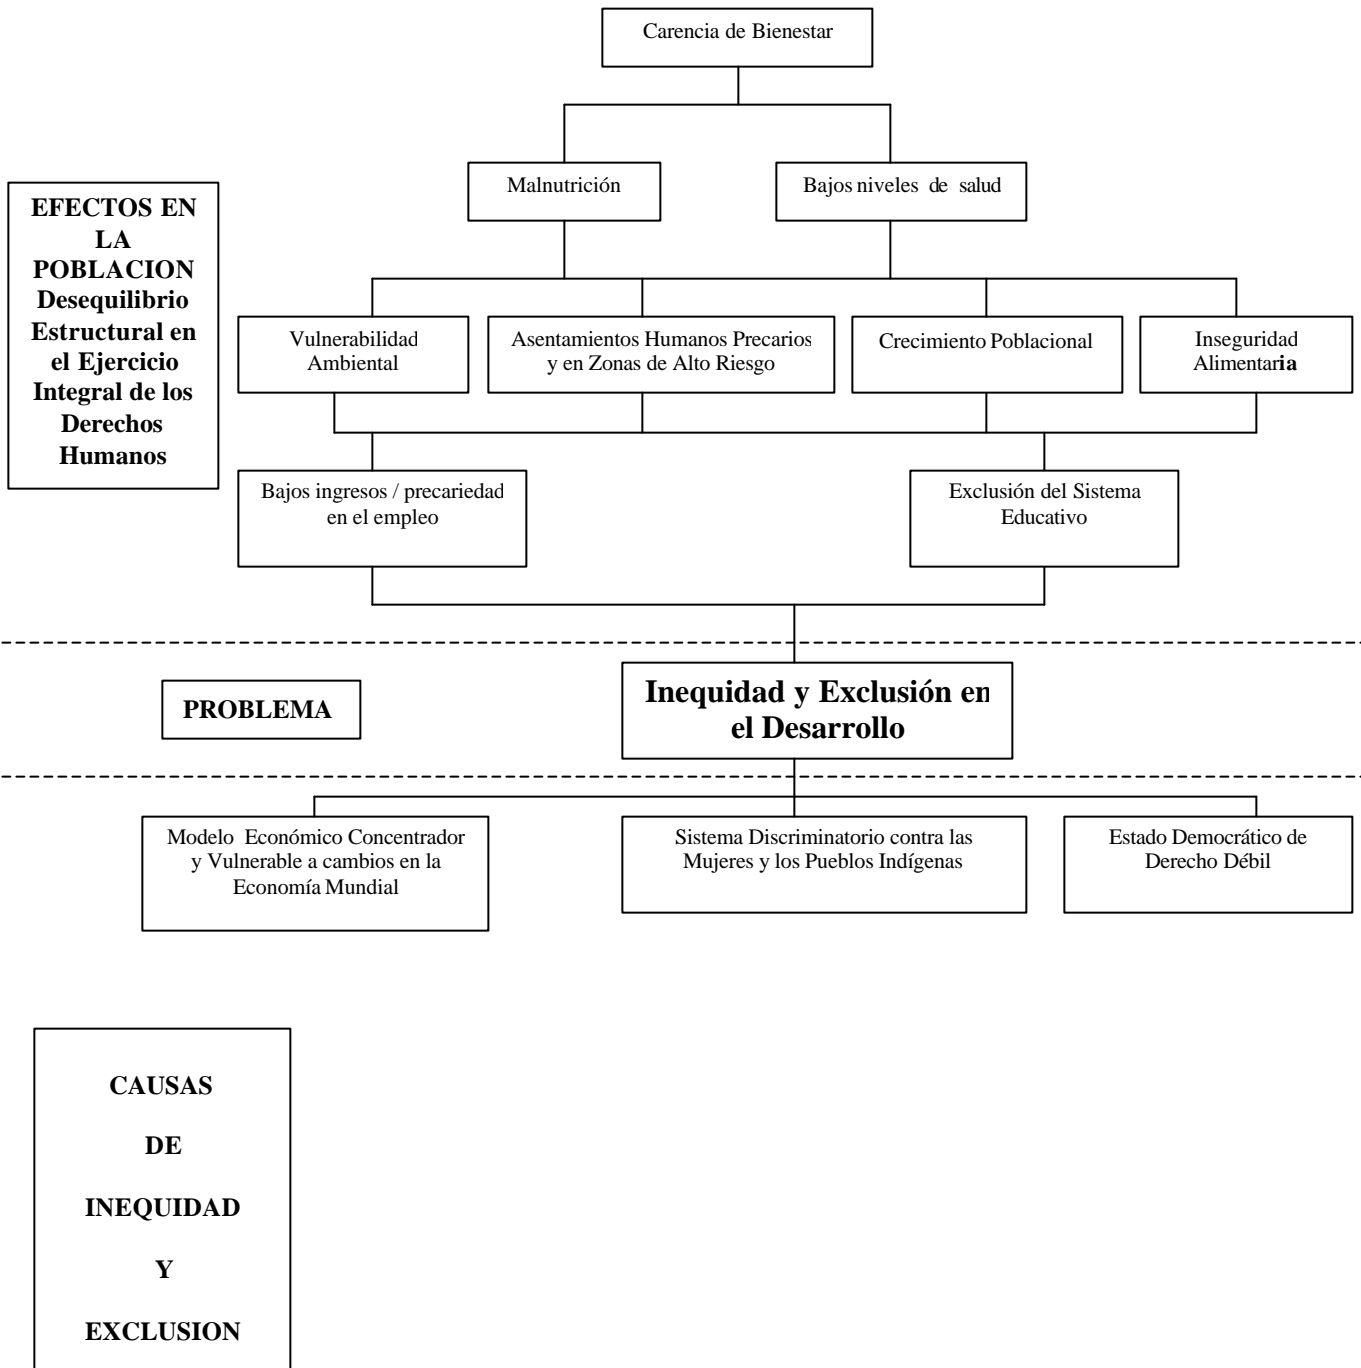 Carencia de Bienestar
Malnutrición
Bajos niveles de salud
EFECTOS EN
LA
POBLACION
Desequilibrio
Estructural en
el Ejercicio
Integral de los
Derechos
Humanos
Vulnerabilidad
Ambiental
Asentamientos Humanos Precarios
y en Zonas de Alto Riesgo
Crecimiento Poblacional
Inseguridad
Alimentaria
Bajos ingresos / precariedad
en el empleo
Exclusión del Sistema
Educativo
PROBLEMA
Inequidad y Exclusión en
el Desarrollo
Modelo Económico Concentrador
y Vulnerable a cambios en la
Economía Mundial
Sistema Discriminatorio contra las
Mujeres y los Pueblos Indígenas
Estado Democrático de
Derecho Débil
CAUSAS
DE
INEQUIDAD
Y
EXCLUSION